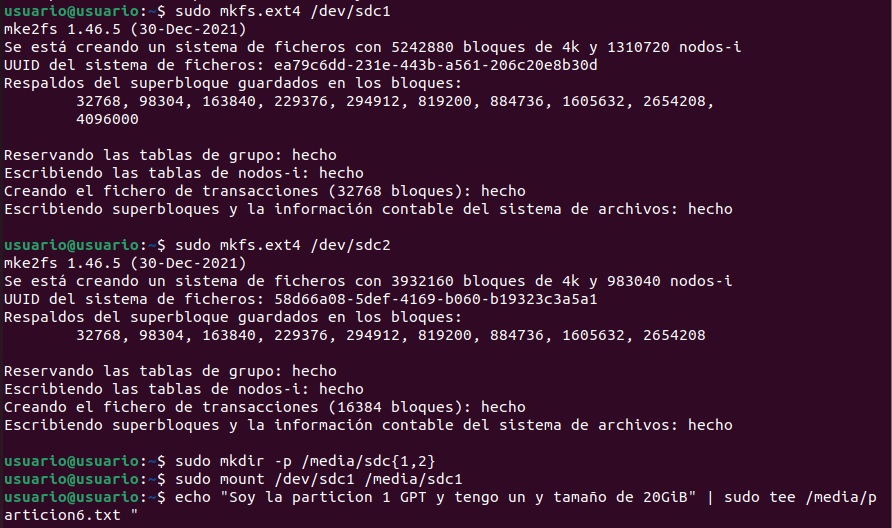 usuario@usuario:~$ sudo mkfs.ext4 /dev/sdc1
mke2fs 1.46.5 (30-Dec-2021)
Se está creando un sistema de ficheros con 5242880 bloques de 4k y 1310720 nodos-i
UUID del sistema de ficheros: ea79c6dd-231e-443b-a561-206c20e8b30d
Respaldos del superbloque guardados en los bloques:
        32768, 98304, 163840, 229376, 294912, 819200, 884736, 1605632, 2654208,
        4096000

Reservando las tablas de grupo: hecho
Escribiendo las tablas de nodos-i: hecho
Creando el fichero de transacciones (32768 bloques): hecho
Escribiendo superbloques y la información contable del sistema de archivos: hecho

usuario@usuario:~$ sudo mkfs.ext4 /dev/sdc2
mke2fs 1.46.5 (30-Dec-2021)
Se está creando un sistema de ficheros con 3932160 bloques de 4k y 983040 nodos-i
UUID del sistema de ficheros: 58d66a08-5def-4169-b060-b19323c3a5a1
Respaldos del superbloque guardados en los bloques:
        32768, 98304, 163840, 229376, 294912, 819200, 884736, 1605632, 2654208

Reservando las tablas de grupo: hecho
Escribiendo las tablas de nodos-i: hecho
Creando el fichero de transacciones (16384 bloques): hecho
Escribiendo superbloques y la información contable del sistema de archivos: hecho

usuario@usuario:~$ sudo mkdir -p /media/sdc{1,2}
usuario@usuario:~$ sudo mount /dev/sdc1 /media/sdc1
usuario@usuario:~$ echo "Soy la particion 1 GPT y tengo un y tamaño de 20GiB" | sudo tee /media/p
articion6.txt "